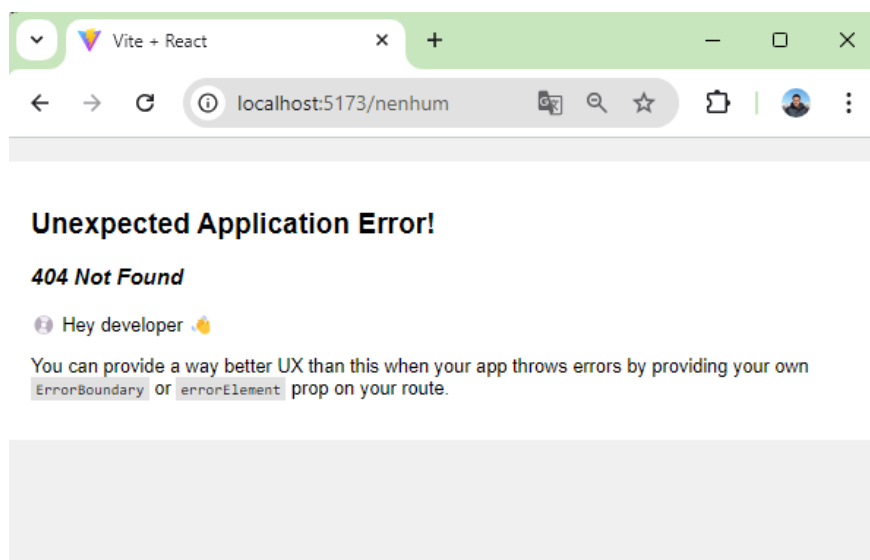 Vite + React
localhost:5173/nenhum
Unexpected Application Error!
404 Not Found
💿 Hey developer 👋
You can provide a way better UX than this when your app throws errors by providing your own
ErrorBoundary or errorElement prop on your route.